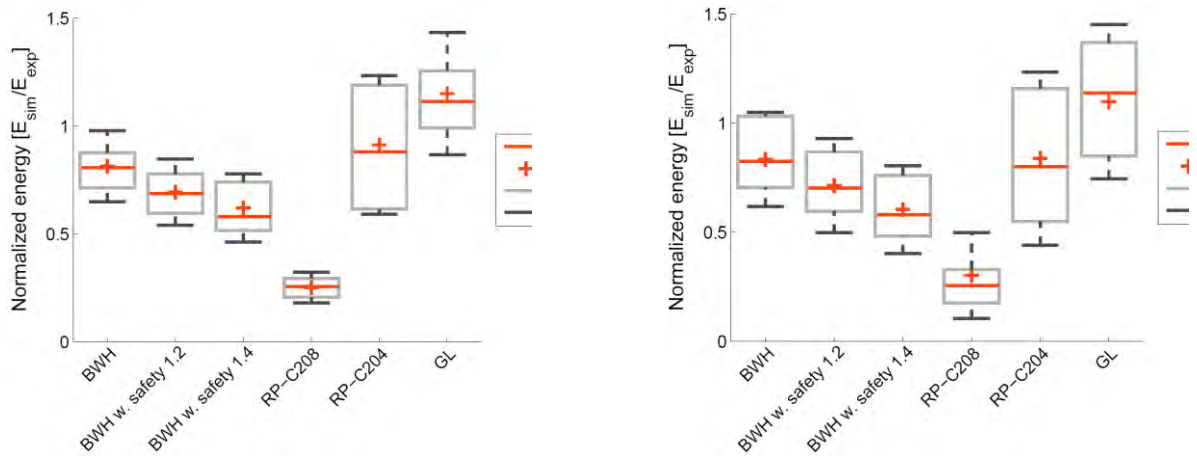 Normalized energy [E_sim/E_exp]
1.5
1
0.5
0
BWH
BWH w. safety 1.2
BWH w. safety 1.4
RP-C208
RP-C204
GL
Normalized energy [E_sim/E_exp]
1.5
1
0.5
0
BWH
BWH w. safety 1.2
BWH w. safety 1.4
RP-C208
RP-C204
GL